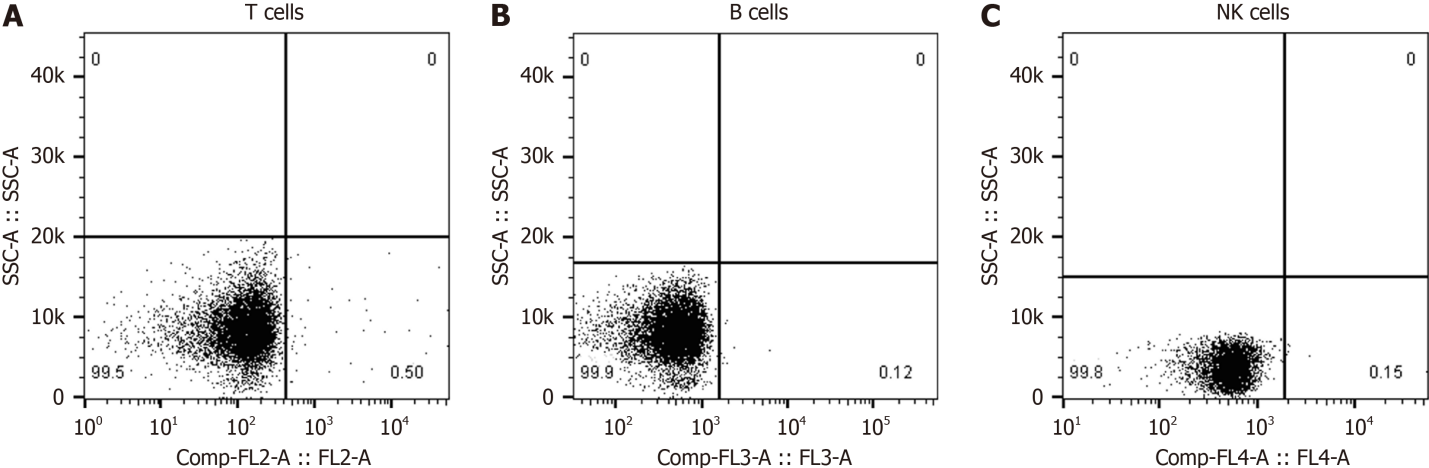 A
T cells
0
0
40k
30k
20k
10k
0
99.5
0.50
10^0
10^1
10^2
10^3
10^4
SSC-A :: SSC-A
Comp-FL2-A :: FL2-A
B
B cells
0
0
40k
30k
20k
10k
0
99.9
0.12
10^2
10^3
10^4
10^5
SSC-A :: SSC-A
Comp-FL3-A :: FL3-A
C
NK cells
0
0
40k
30k
20k
10k
0
99.8
0.15
10^1
10^2
10^3
10^4
SSC-A :: SSC-A
Comp-FL4-A :: FL4-A